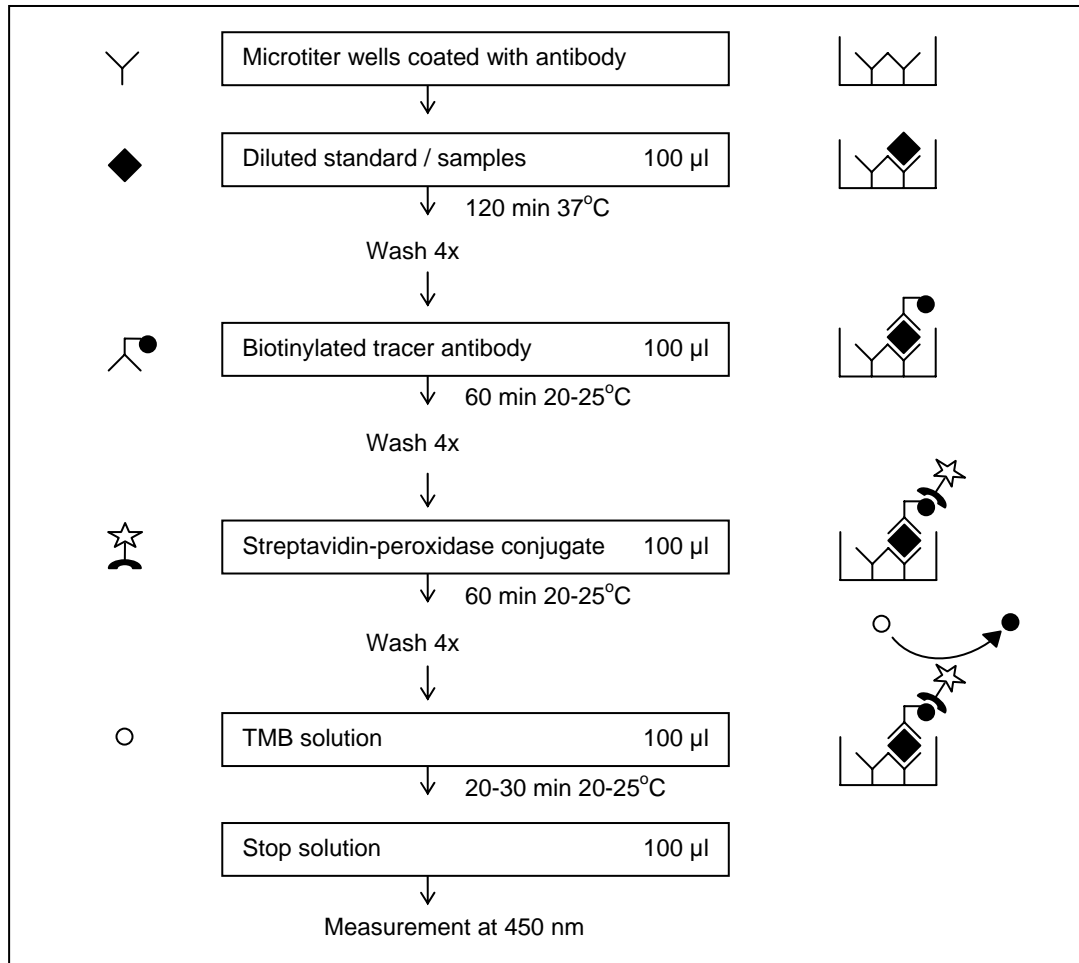 Microtiter wells coated with antibody
Diluted standard / samples 100 µl
120 min 37°C
Wash 4x
Biotinylated tracer antibody 100 µl
60 min 20-25°C
Wash 4x
Streptavidin-peroxidase conjugate 100 µl
60 min 20-25°C
Wash 4x
TMB solution 100 µl
20-30 min 20-25°C
Stop solution 100 µl
Measurement at 450 nm